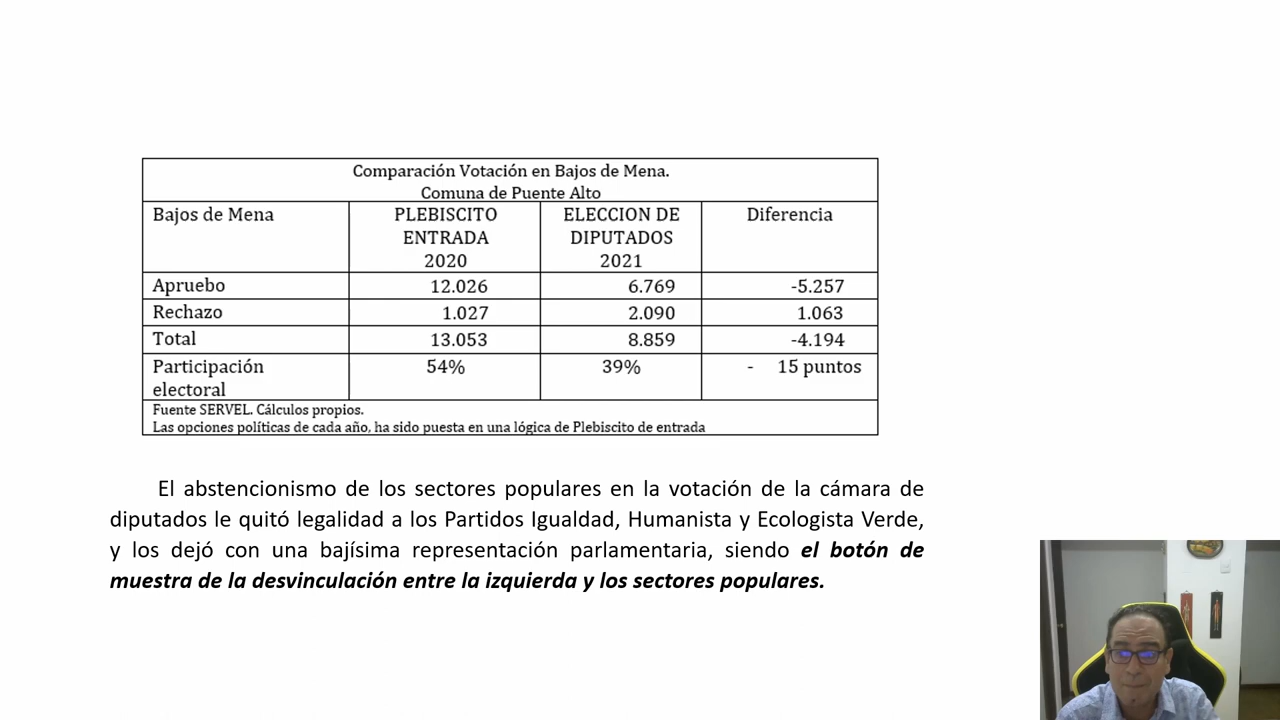 Comparación Votación en Bajos de Mena.
Comuna de Puente Alto
Bajos de Mena PLEBISCITO ENTRADA 2020 ELECCION DE DIPUTADOS 2021 Diferencia
Apruebo 12.026 6.769 -5.257
Rechazo 1.027 2.090 1.063
Total 13.053 8.859 -4.194
Participación electoral 54% 39% - 15 puntos
Fuente SERVEL. Cálculos propios.
Las opciones políticas de cada año, ha sido puesta en una lógica de Plebiscito de entrada
El abstencionismo de los sectores populares en la votación de la cámara de
diputados le quitó legalidad a los Partidos Igualdad, Humanista y Ecologista Verde,
y los dejó con una bajísima representación parlamentaria, siendo el botón de
muestra de la desvinculación entre la izquierda y los sectores populares.